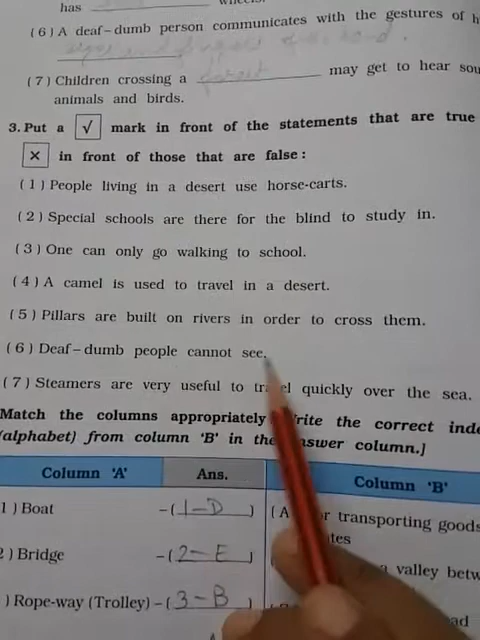 has ______ wheels.
( 6 ) A deaf – dumb person communicates with the gestures of h
( 7 ) Children crossing a forest may get to hear sou
animals and birds.
3. Put a √ mark in front of the statements that are true
× in front of those that are false :
( 1 ) People living in a desert use horse-carts.
( 2 ) Special schools are there for the blind to study in.
( 3 ) One can only go walking to school.
( 4 ) A camel is used to travel in a desert.
( 5 ) Pillars are built on rivers in order to cross them.
( 6 ) Deaf – dumb people cannot see.
( 7 ) Steamers are very useful to tr el quickly over the sea.
Match the columns appropriately rite the correct inde
(alphabet) from column 'B' in the nswer column.]
Column 'A' Ans. Column 'B'
1 ) Boat – ( 1–D ) ( A r transporting goods
ates
2 ) Bridge – ( 2–E ) a valley betw
) Rope-way (Trolley) – ( 3–B ) ad